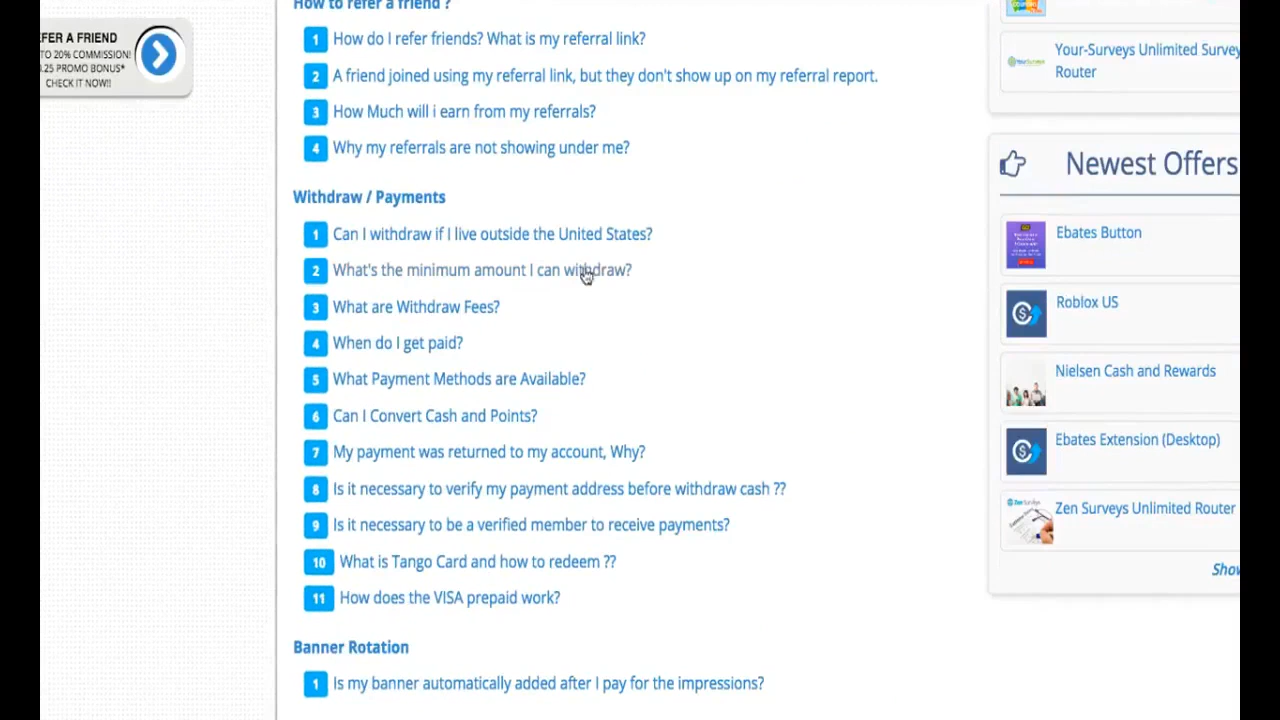 How to refer a friend ?
EFER A FRIEND
TO 20% COMMISSION!
.25 PROMO BONUS*
CHECK IT NOW!!
1 How do I refer friends? What is my referral link?
2 A friend joined using my referral link, but they don't show up on my referral report.
3 How Much will i earn from my referrals?
4 Why my referrals are not showing under me?
Withdraw / Payments
1 Can I withdraw if I live outside the United States?
2 What's the minimum amount I can withdraw?
3 What are Withdraw Fees?
4 When do I get paid?
5 What Payment Methods are Available?
6 Can I Convert Cash and Points?
7 My payment was returned to my account, Why?
8 Is it necessary to verify my payment address before withdraw cash ??
9 Is it necessary to be a verified member to receive payments?
10 What is Tango Card and how to redeem ??
11 How does the VISA prepaid work?
Banner Rotation
1 Is my banner automatically added after I pay for the impressions?
Your-Surveys Unlimited Survey
Router
Newest Offers
Ebates Button
Roblox US
Nielsen Cash and Rewards
Ebates Extension (Desktop)
Zen Surveys Unlimited Router
Show